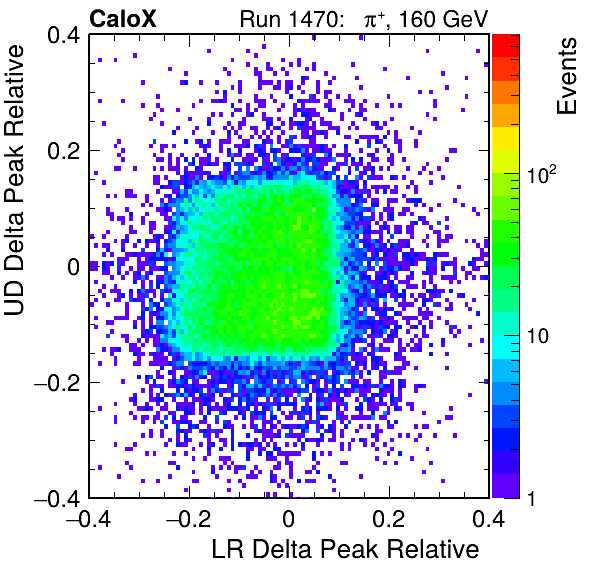 CaloX Run 1470: π⁺, 160 GeV
Events
UD Delta Peak Relative
0.4
0.2
0
−0.2
−0.4
−0.4 −0.2 0 0.2 0.4
10²
10
1
LR Delta Peak Relative